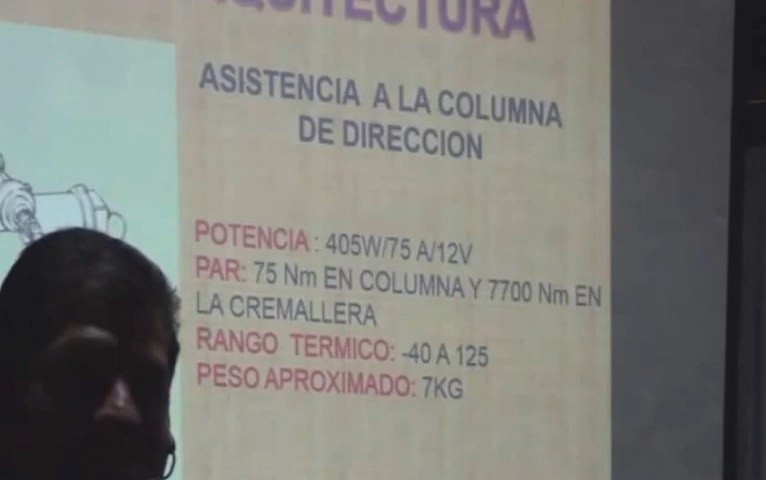 ARQUITECTURA
ASISTENCIA A LA COLUMNA
DE DIRECCION
POTENCIA : 405W/75 A/12V
PAR: 75 Nm EN COLUMNA Y 7700 Nm EN
LA CREMALLERA
RANGO TERMICO: -40 A 125
PESO APROXIMADO: 7KG